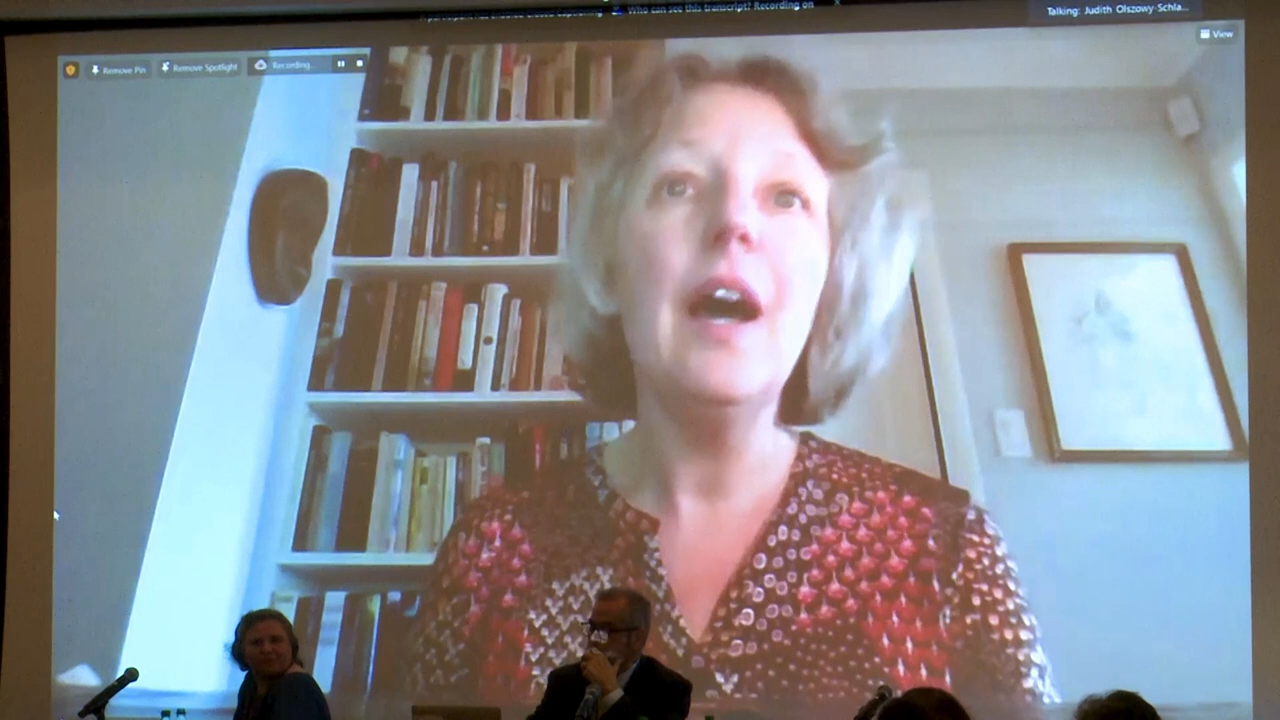 Who can see this transcript? Recording on
Talking: Judith Olszowy-Schla...
View
Remove Pin
Remove Spotlight
Recording...